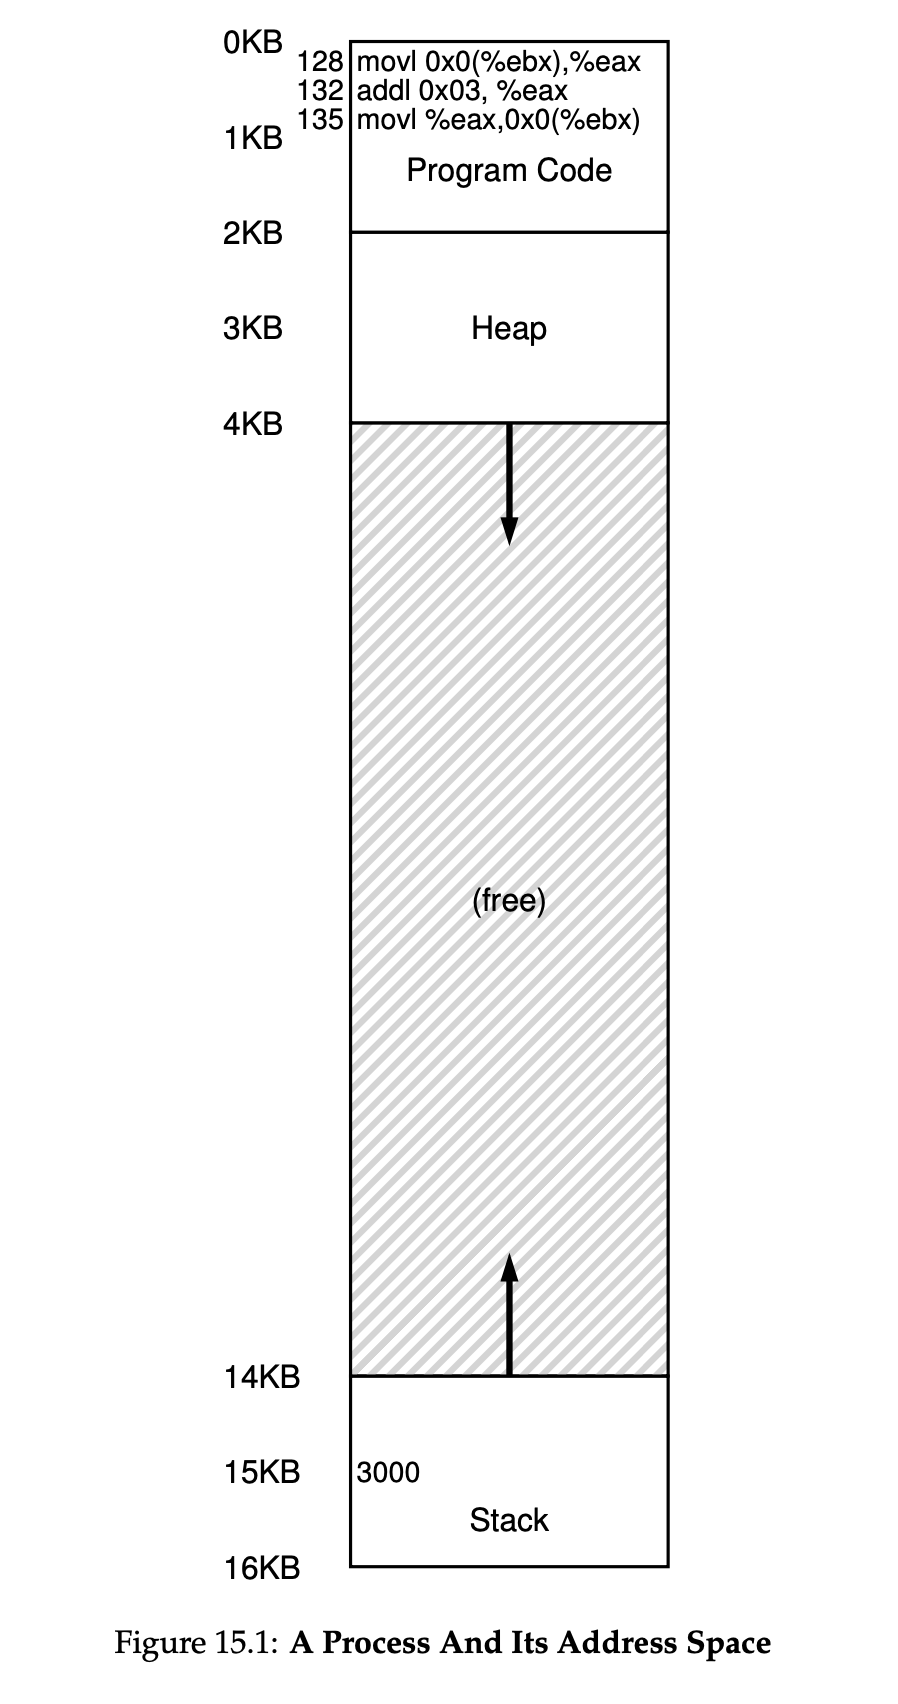 0KB
128 movl 0x0(%ebx),%eax
132 addl 0x03, %eax
135 movl %eax,0x0(%ebx)
1KB
Program Code
2KB
3KB Heap
4KB
(free)
14KB
15KB 3000
Stack
16KB
Figure 15.1: A Process And Its Address Space